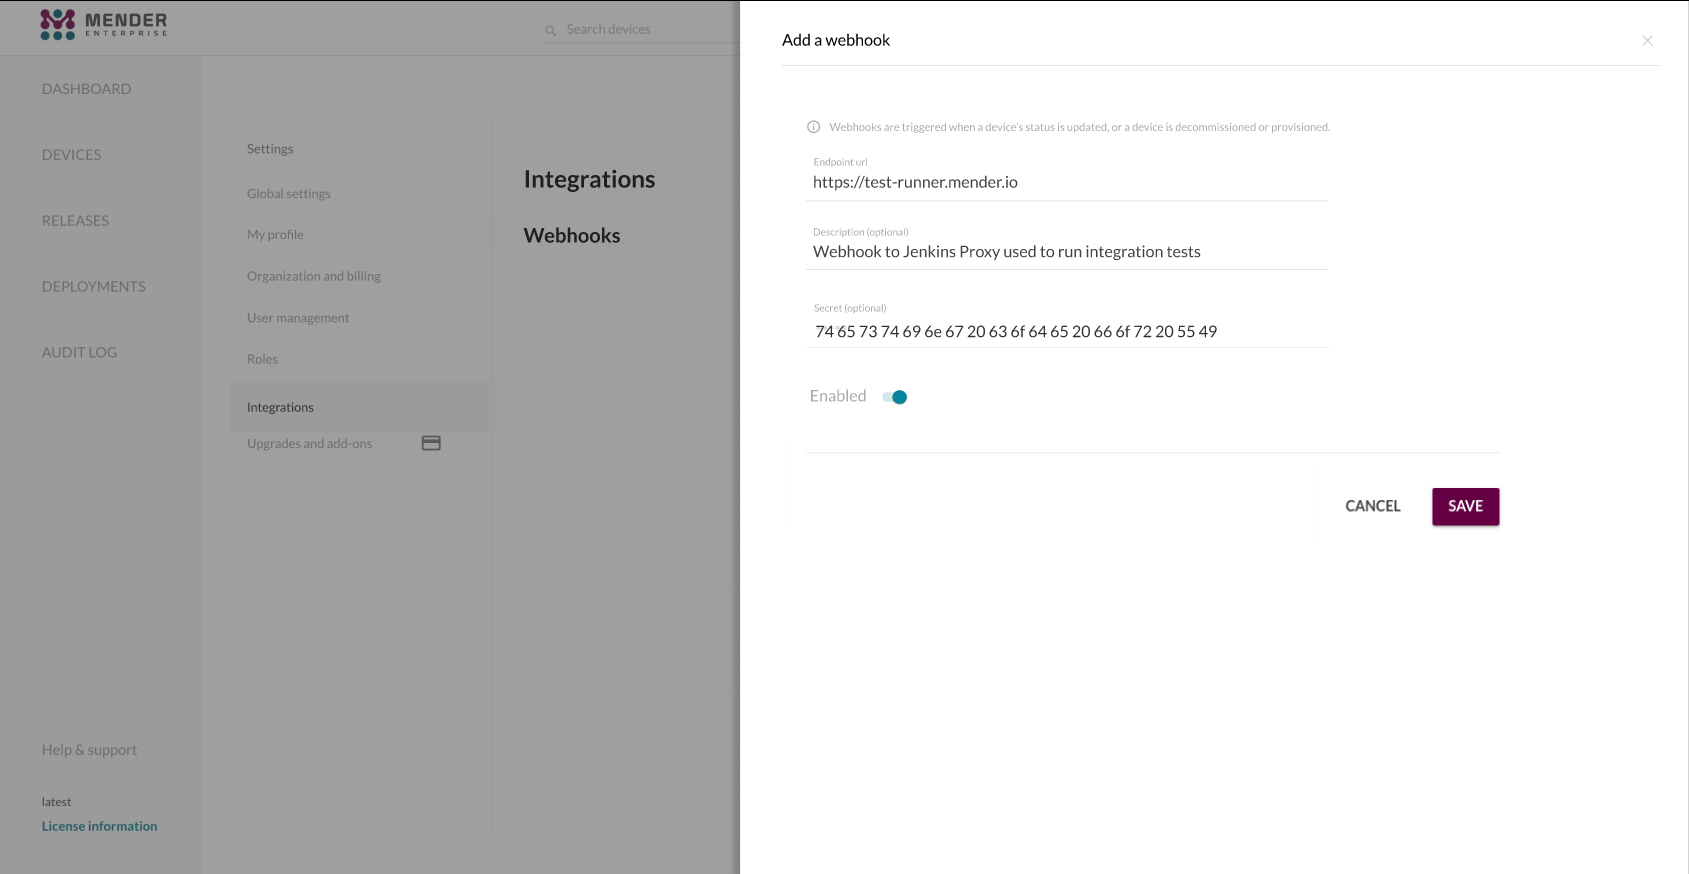 MENDER
ENTERPRISE
Search devices
DASHBOARD
DEVICES
RELEASES
DEPLOYMENTS
AUDIT LOG
Help & support
latest
License information
Settings
Global settings
My profile
Organization and billing
User management
Roles
Integrations
Upgrades and add-ons
Integrations
Webhooks
Add a webhook
Webhooks are triggered when a device's status is updated, or a device is decommissioned or provisioned.
Endpoint url
https://test-runner.mender.io
Description (optional)
Webhook to Jenkins Proxy used to run integration tests
Secret (optional)
74 65 73 74 69 6e 67 20 63 6f 64 65 20 66 6f 72 20 55 49
Enabled
CANCEL
SAVE